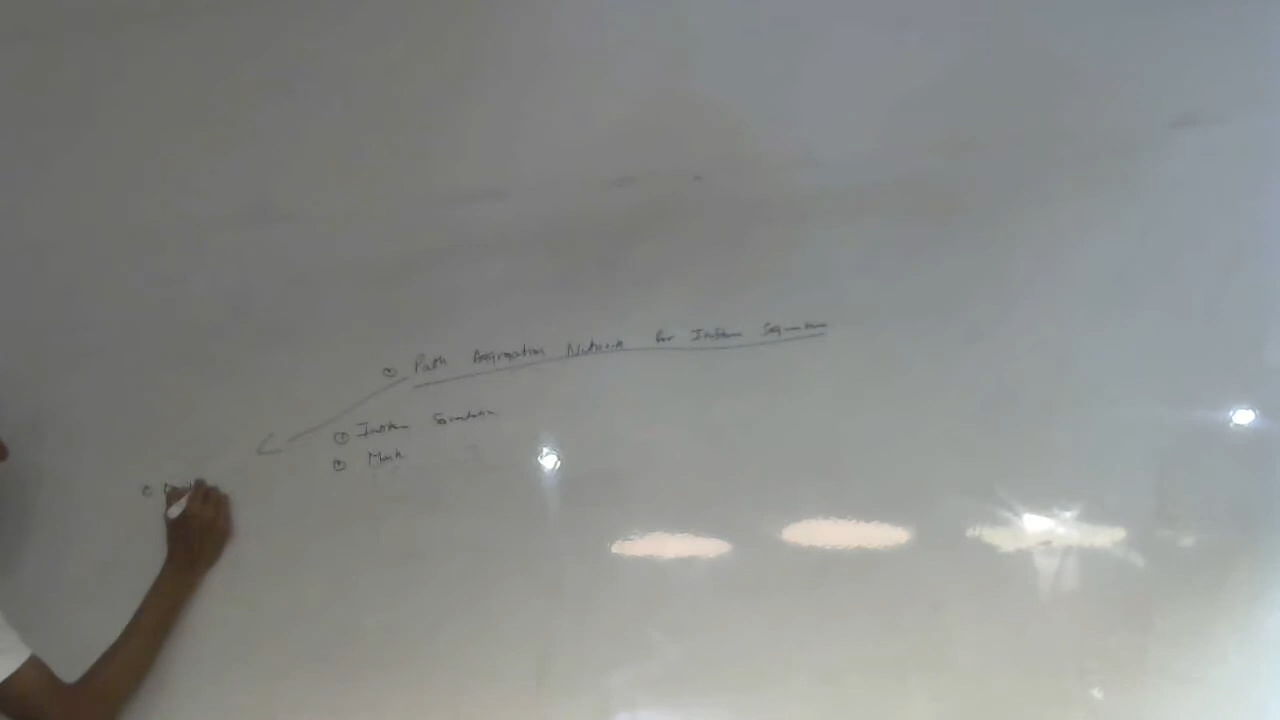 Path Aggregation Network for Instance Segmentation
Instance Segmentation
Mask